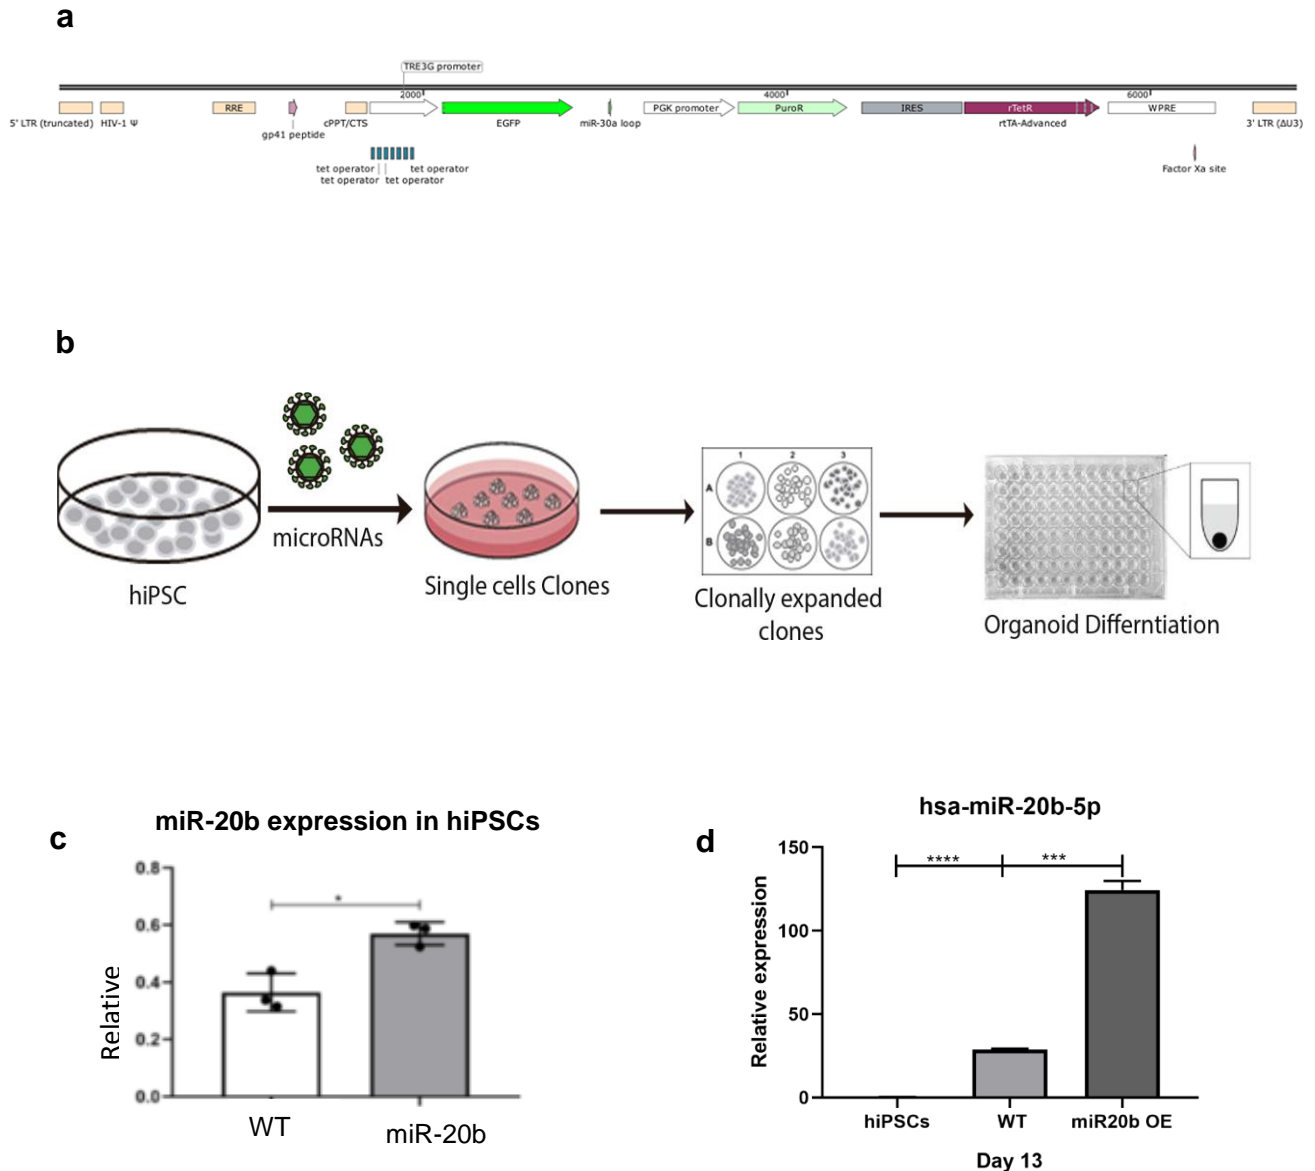 a
TRE3G promoter
2000
4000
6000
RRE
PGK promoter
PuroR
IRES
rTetR
WPRE
5' LTR (truncated)
HIV-1 Ψ
gp41 peptide
cPPT/CTS
EGFP
miR-30a loop
rtTA-Advanced
3' LTR (ΔU3)
tet operator
tet operator
tet operator
tet operator
Factor Xa site
b
microRNAs
hiPSC
Single cells Clones
1 2 3
A
B
Clonally expanded
clones
Organoid Differntiation
c
miR-20b expression in hiPSCs
Relative
0.8
0.6
0.4
0.2
0.0
*
WT
miR-20b
d
hsa-miR-20b-5p
Relative expression
150
100
50
0
****
***
hiPSCs
WT
miR20b OE
Day 13